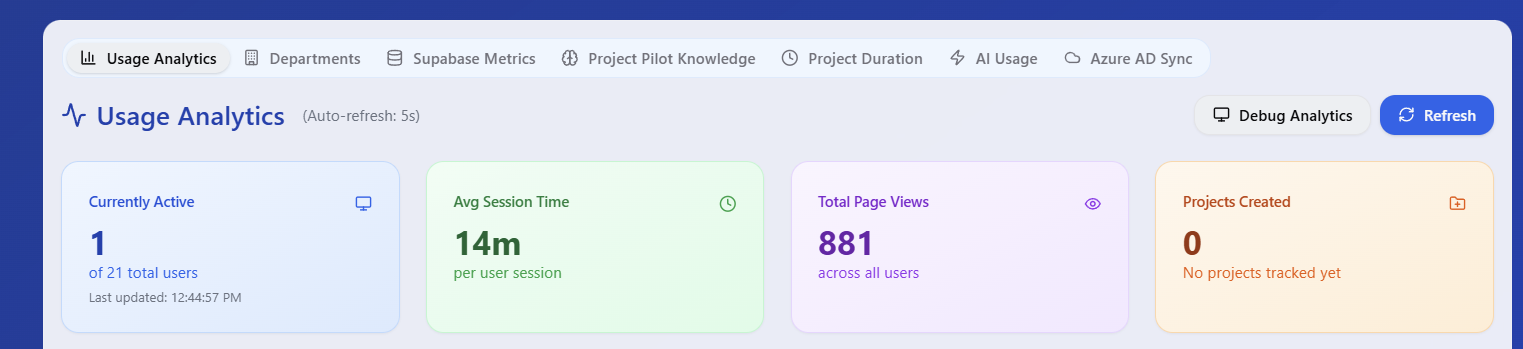 Usage Analytics Departments Supabase Metrics Project Pilot Knowledge Project Duration AI Usage Azure AD Sync
Usage Analytics (Auto-refresh: 5s) Debug Analytics Refresh
Currently Active
1
of 21 total users
Last updated: 12:44:57 PM
Avg Session Time
14m
per user session
Total Page Views
881
across all users
Projects Created
0
No projects tracked yet